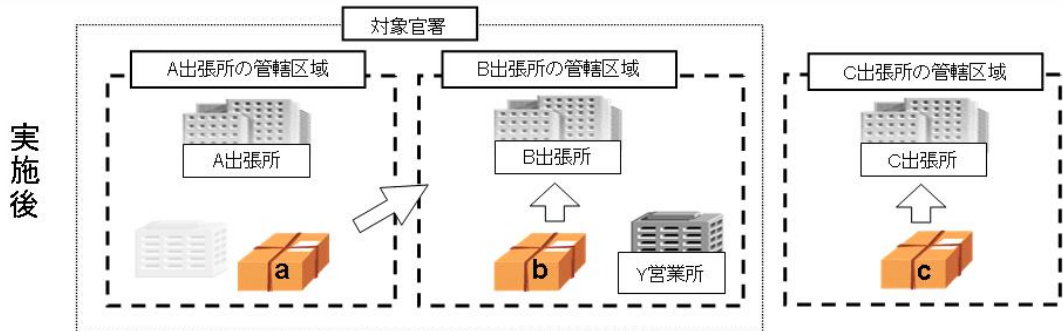 対象官署
A出張所の管轄区域
B出張所の管轄区域
C出張所の管轄区域
実施後
A出張所
B出張所
C出張所
a
b
Y営業所
c